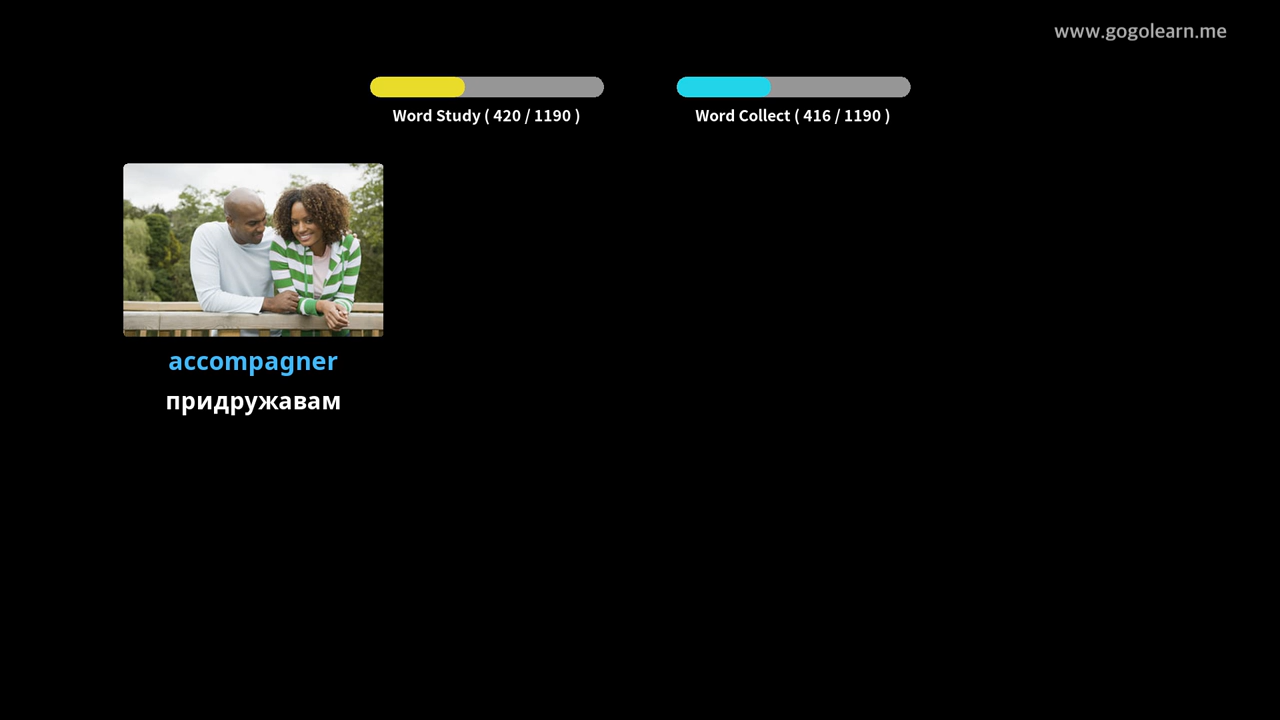 www.gogolearn.me
Word Study ( 420 / 1190 )
Word Collect ( 416 / 1190 )
accompagner
придружавам